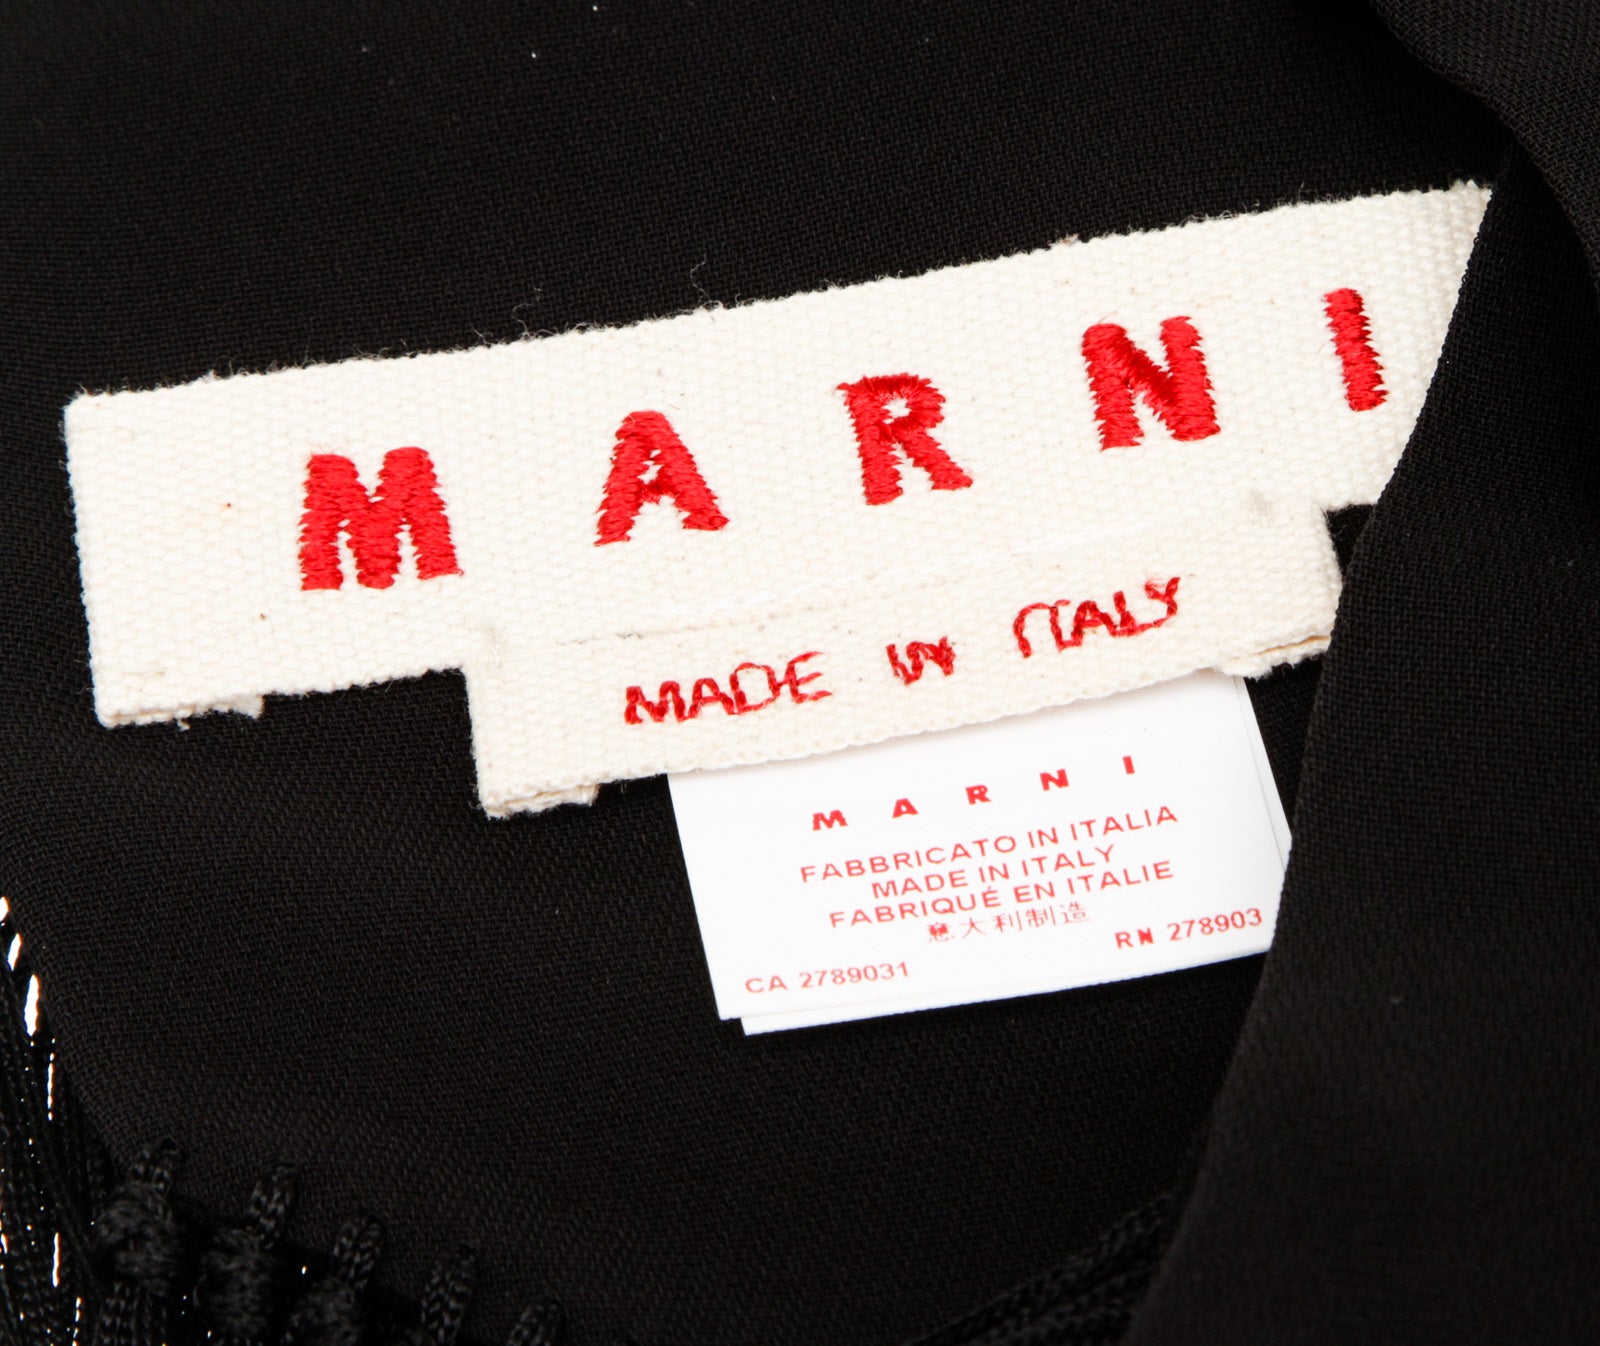 MARNI
MADE IN ITALY
MARNI
FABBRICATO IN ITALIA
MADE IN ITALY
FABRIQUÉ EN ITALIE
意大利制造
RN 278903
CA 2789031